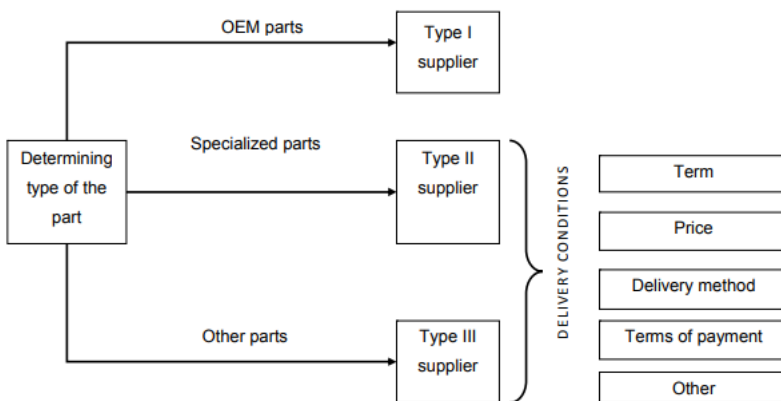 OEM parts
Type I
supplier
Specialized parts
Determining
type of the
part
Type II
supplier
Other parts
Type III
supplier
DELIVERY CONDITIONS
Term
Price
Delivery method
Terms of payment
Other